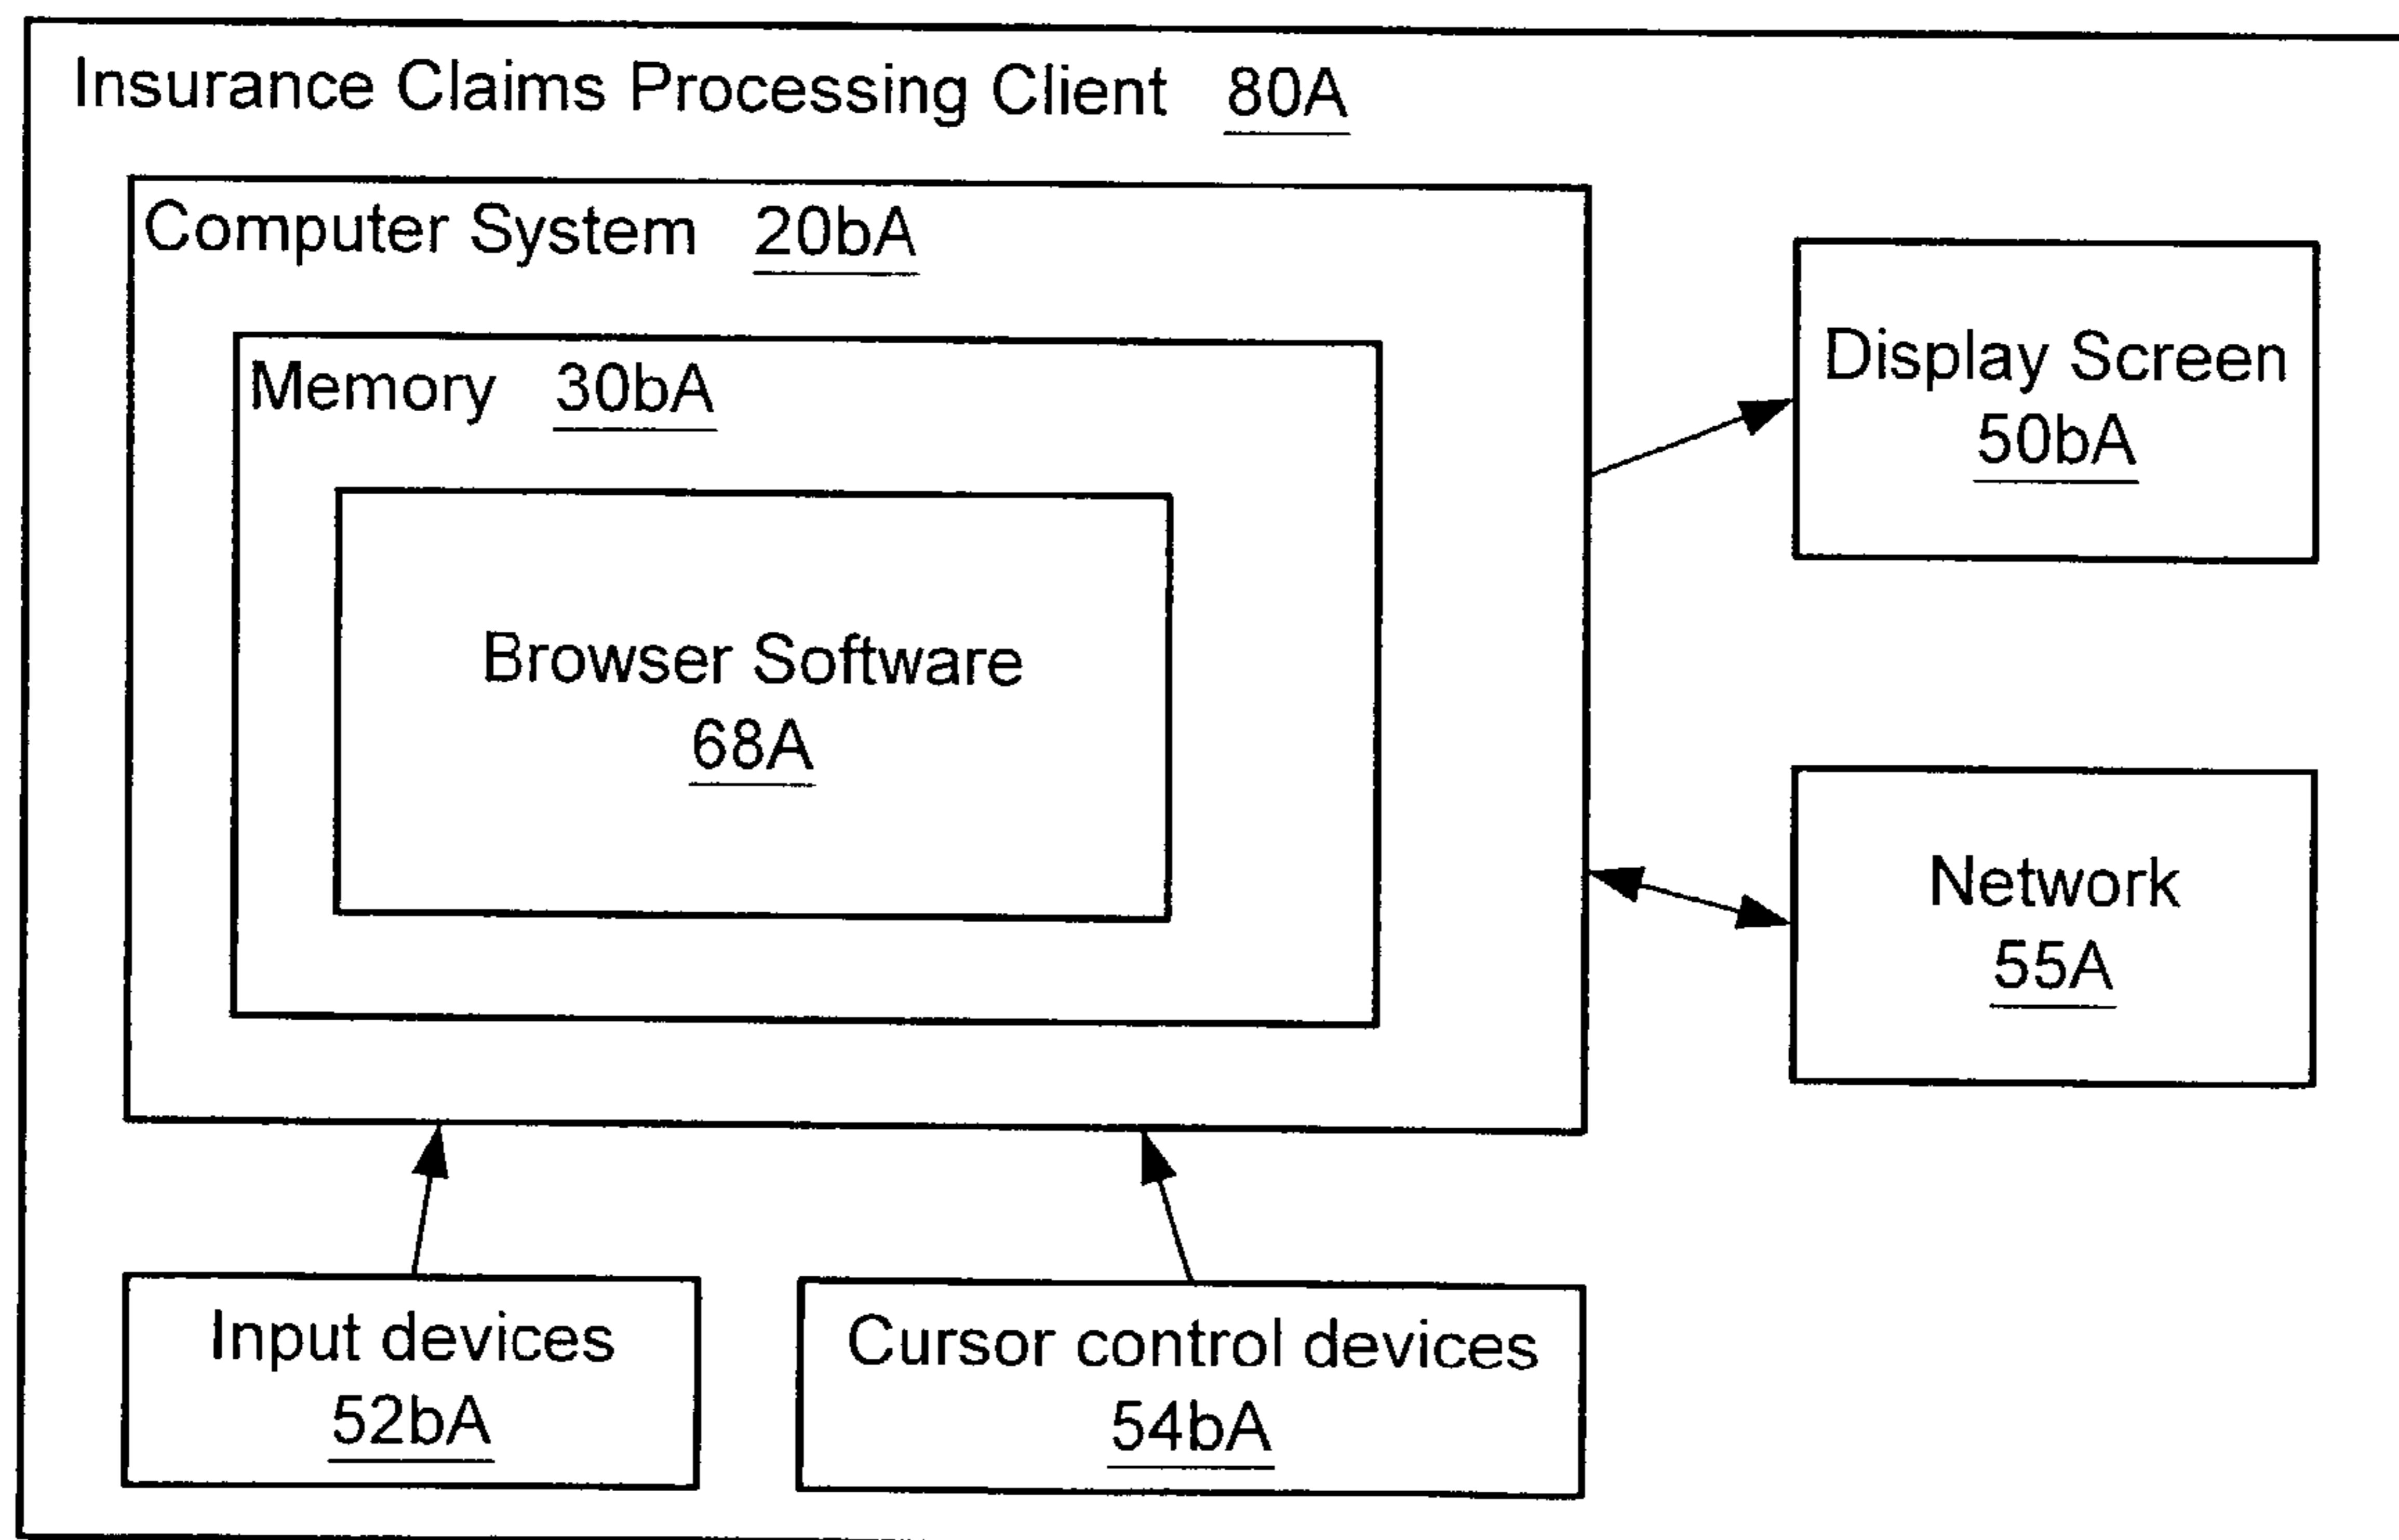 Insurance Claims Processing Client 80A
Computer System 20bA
Memory 30bA
Browser Software
68A
Display Screen
50bA
Network
55A
Input devices
52bA
Cursor control devices
54bA